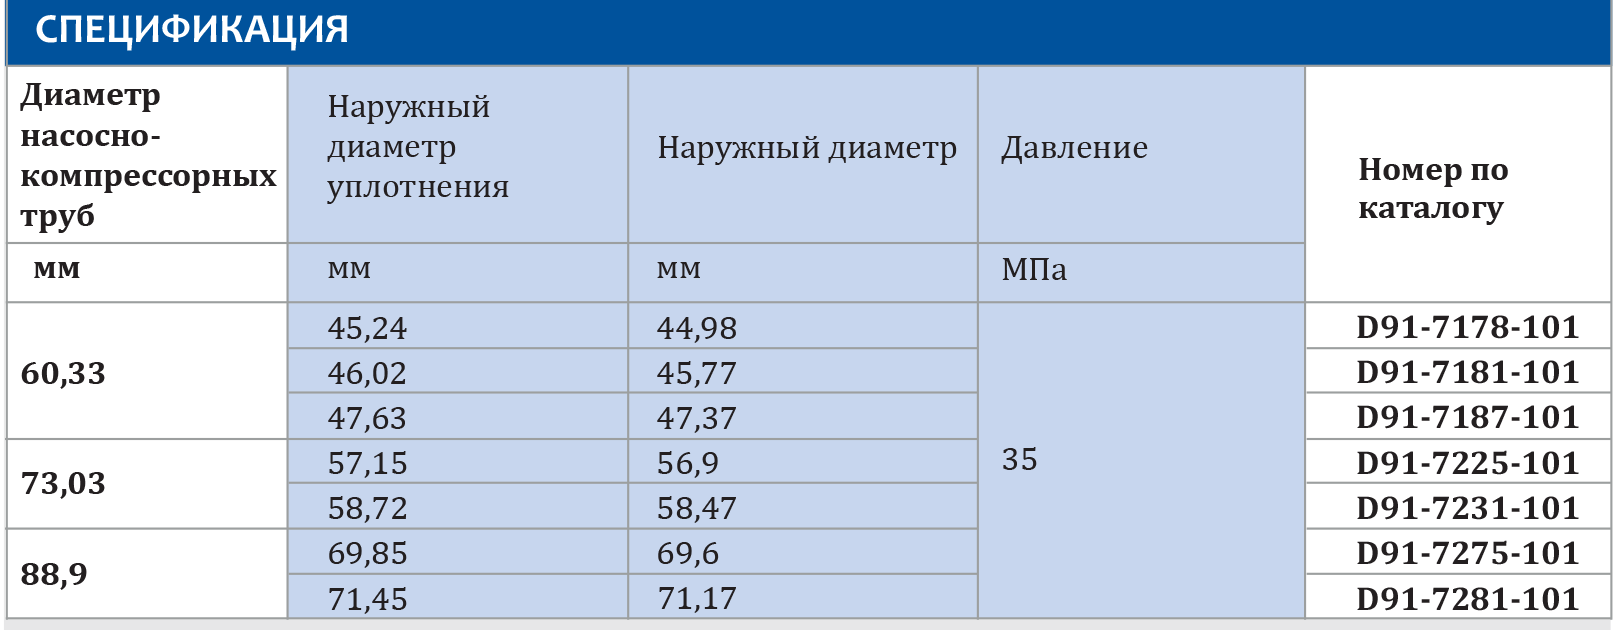 СПЕЦИФИКАЦИЯ
Диаметр
насосно-
компрессорных
труб
Наружный
диаметр
уплотнения
Наружный диаметр
Давление
Номер по
каталогу
мм
мм
мм
МПа
60,33
45,24
44,98
35
D91-7178-101
46,02
45,77
D91-7181-101
47,63
47,37
D91-7187-101
73,03
57,15
56,9
D91-7225-101
58,72
58,47
D91-7231-101
88,9
69,85
69,6
D91-7275-101
71,45
71,17
D91-7281-101